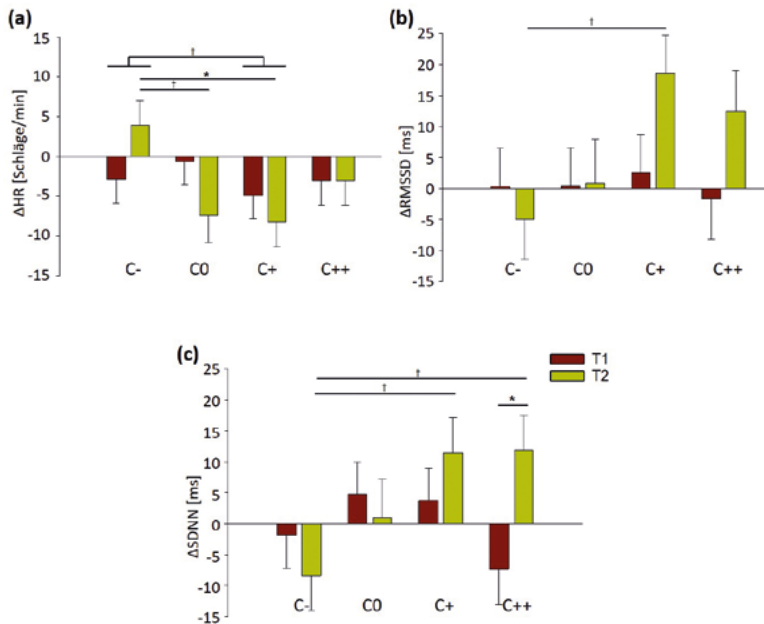 (a)
†
*
†
ΔHR [Schläge/min]
15
10
5
0
-5
-10
-15
C- C0 C+ C++
(b)
†
ΔRMSSD [ms]
25
20
15
10
5
0
-5
-10
-15
C- C0 C+ C++
(c)
T1
T2
†
†
*
ΔSDNN [ms]
25
20
15
10
5
0
-5
-10
-15
C- C0 C+ C++